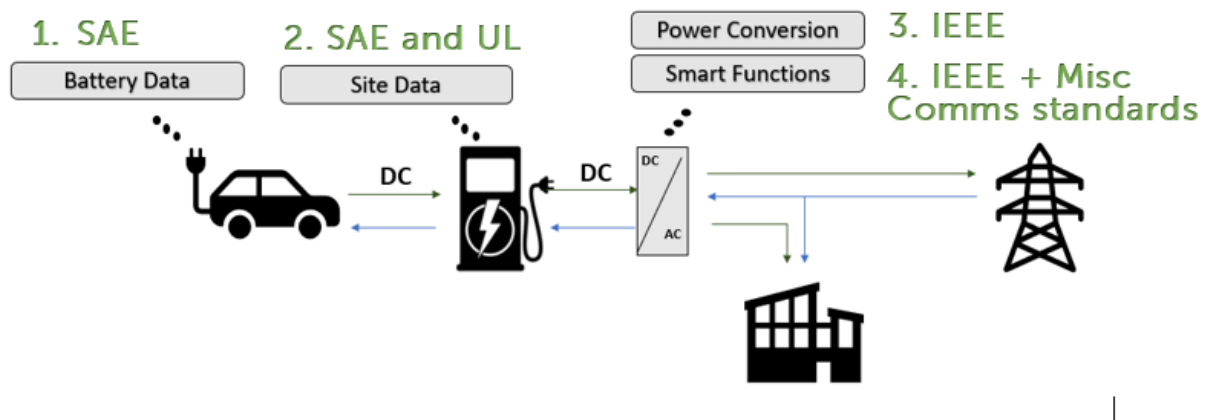 1. SAE
Battery Data
2. SAE and UL
Site Data
Power Conversion
Smart Functions
3. IEEE
4. IEEE + Misc
Comms standards
DC
DC
DC
AC